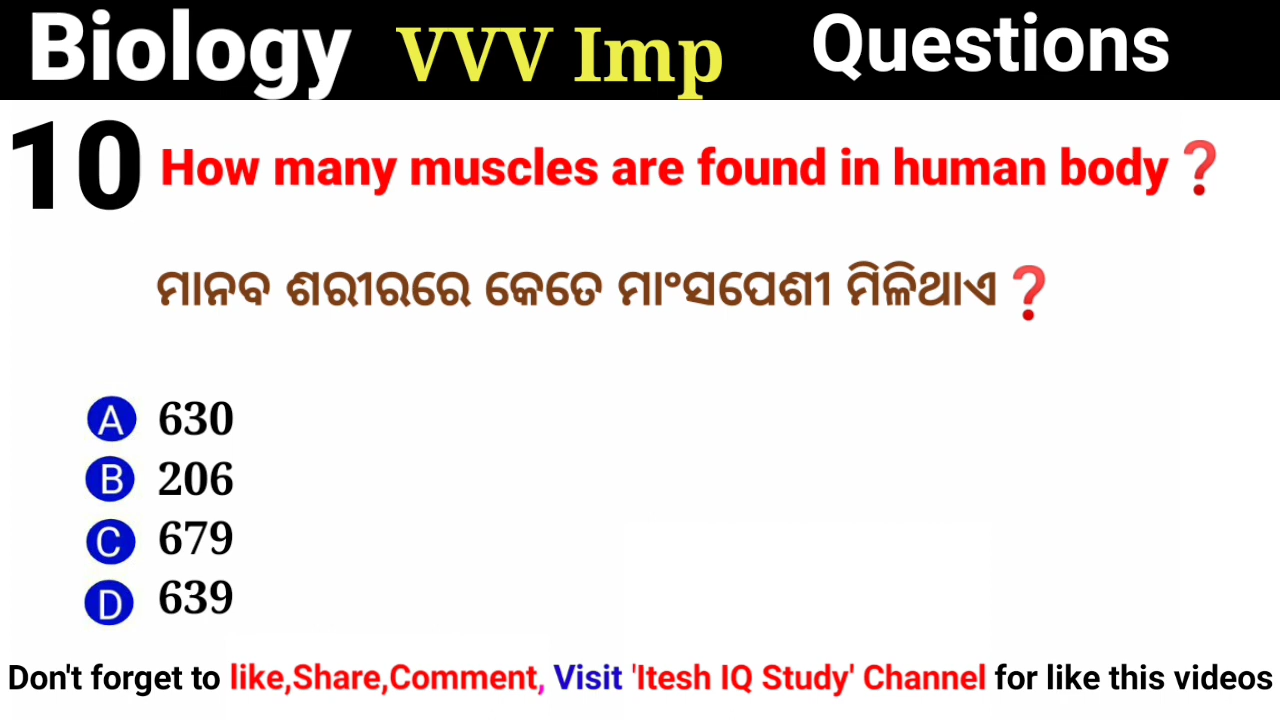 Biology VVV Imp Questions
10 How many muscles are found in human body❓
ମାନବ ଶରୀରରେ କେତେ ମାଂସପେଶୀ ମିଳିଥାଏ❓
A 630
B 206
C 679
D 639
Don't forget to like,Share,Comment, Visit 'Itesh IQ Study' Channel for like this videos